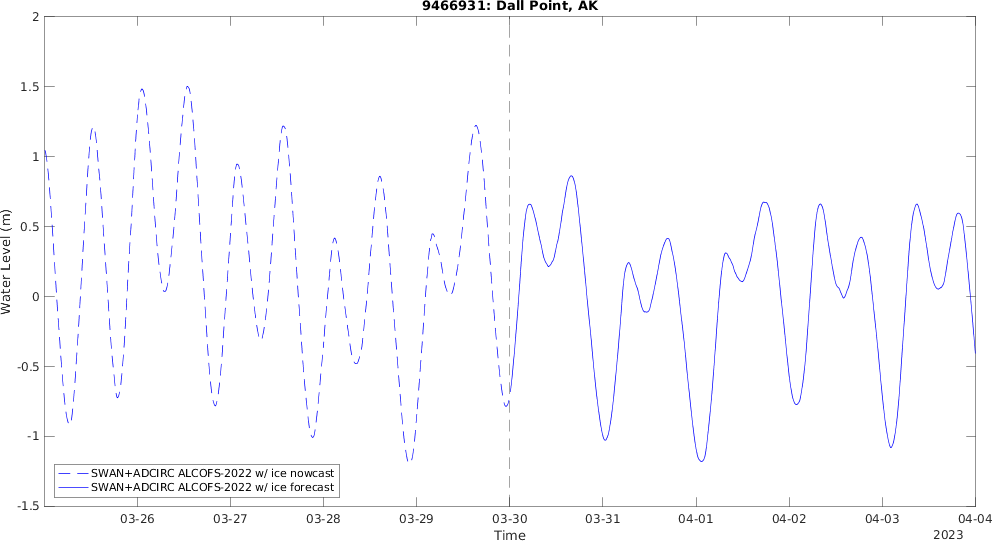 9466931: Dall Point, AK
2
1.5
1
0.5
0
-0.5
-1
-1.5
Water Level (m)
SWAN+ADCIRC ALCOFS-2022 w/ ice nowcast
SWAN+ADCIRC ALCOFS-2022 w/ ice forecast
03-26 03-27 03-28 03-29 03-30 03-31 04-01 04-02 04-03 04-04
Time
2023